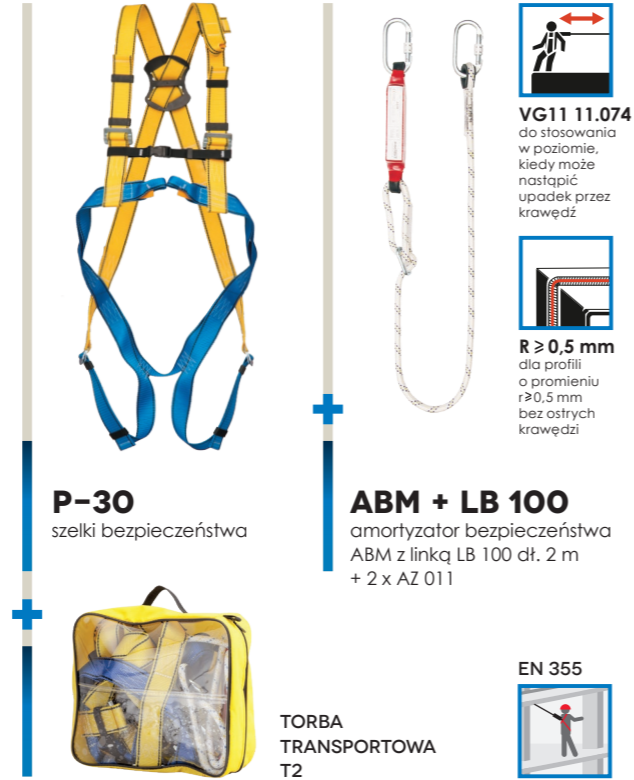 VG11 11.074
do stosowania
w poziomie,
kiedy może
nastąpić
upadek przez
krawędź
R ⩾ 0,5 mm
dla profili
o promieniu
r⩾0,5 mm
bez ostrych
krawędzi
P-30
szelki bezpieczeństwa
ABM + LB 100
amortyzator bezpieczeństwa
ABM z linką LB 100 dł. 2 m
+ 2 x AZ 011
TORBA
TRANSPORTOWA
T2
EN 355